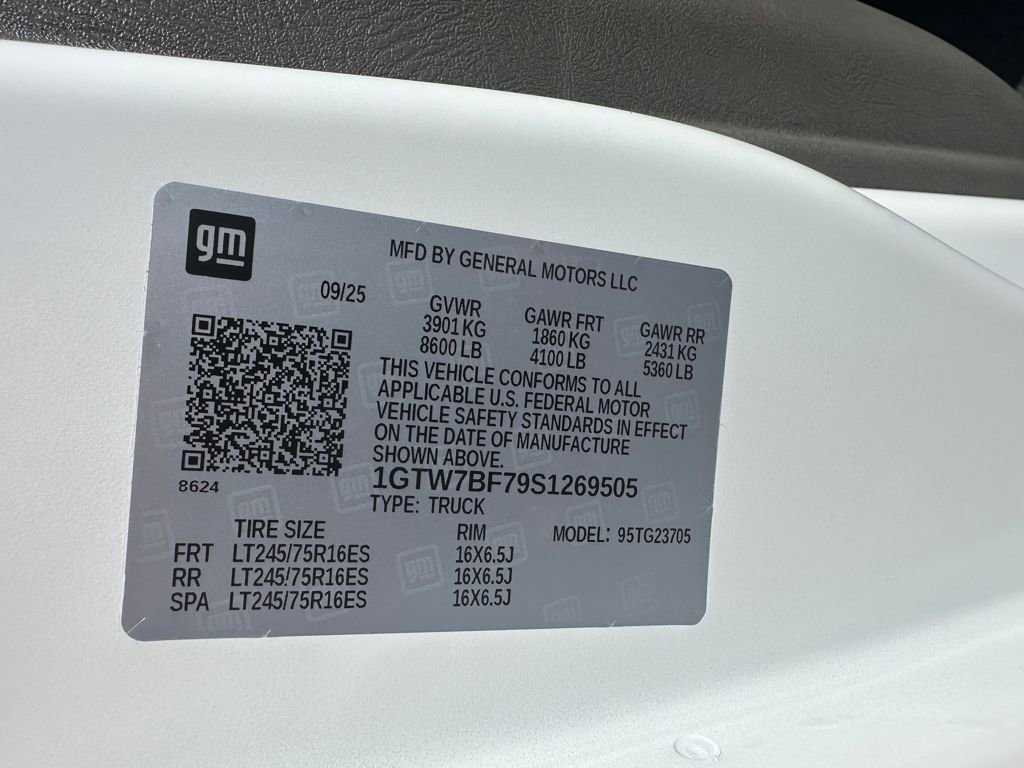 gm
MFD BY GENERAL MOTORS LLC
09/25
GVWR
3901 KG
8600 LB
GAWR FRT
1860 KG
4100 LB
GAWR RR
2431 KG
5360 LB
THIS VEHICLE CONFORMS TO ALL
APPLICABLE U.S. FEDERAL MOTOR
VEHICLE SAFETY STANDARDS IN EFFECT
ON THE DATE OF MANUFACTURE
SHOWN ABOVE.
8624
1GTW7BF79S1269505
TYPE: TRUCK
TIRE SIZE RIM MODEL: 95TG23705
FRT LT245/75R16ES 16X6.5J
RR LT245/75R16ES 16X6.5J
SPA LT245/75R16ES 16X6.5J